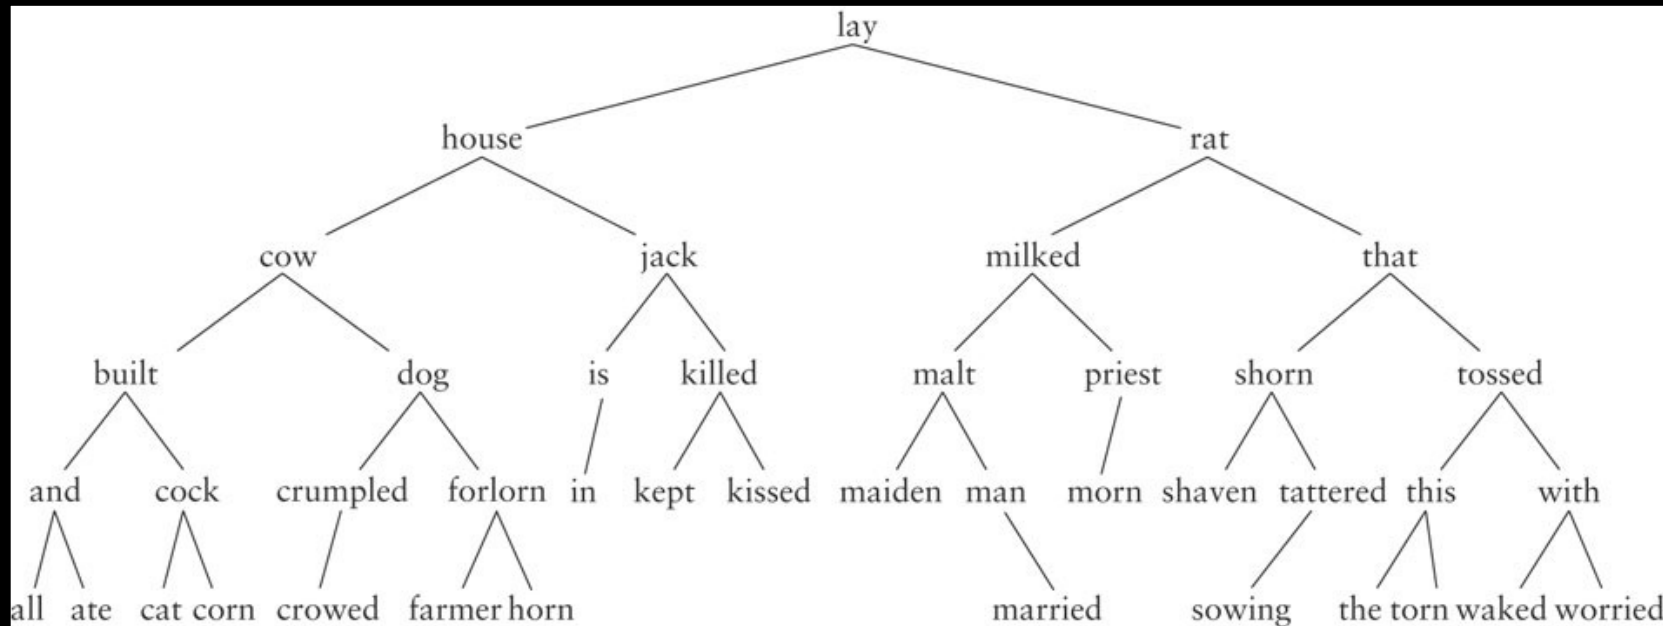 lay
house rat
cow jack milked that
built dog is killed malt priest shorn tossed
and cock crumpled forlorn in kept kissed maiden man morn shaven tattered this with
all ate cat corn crowed farmer horn married sowing the torn waked worried